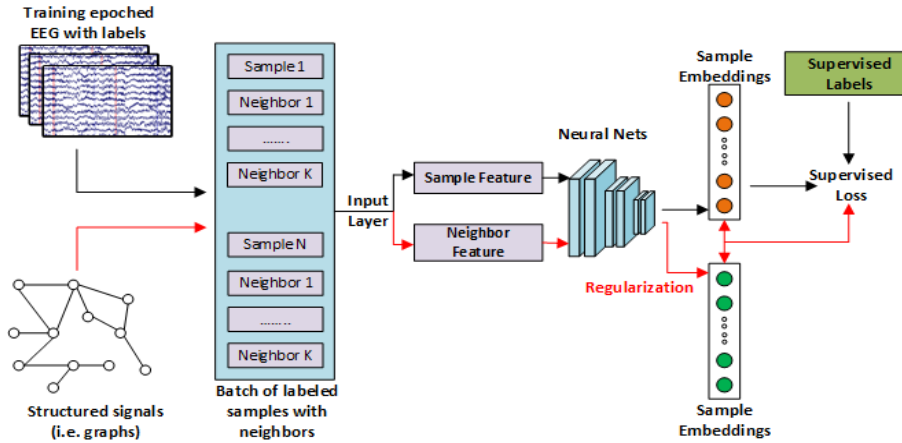 Training epoched
EEG with labels
Sample 1
Neighbor 1
.......
Neighbor K
Sample N
Neighbor 1
........
Neighbor K
Batch of labeled
samples with
neighbors
Structured signals
(i.e. graphs)
Input
Layer
Sample Feature
Neighbor
Feature
Neural Nets
Regularization
Sample
Embeddings
Supervised
Labels
Supervised
Loss
Sample
Embeddings